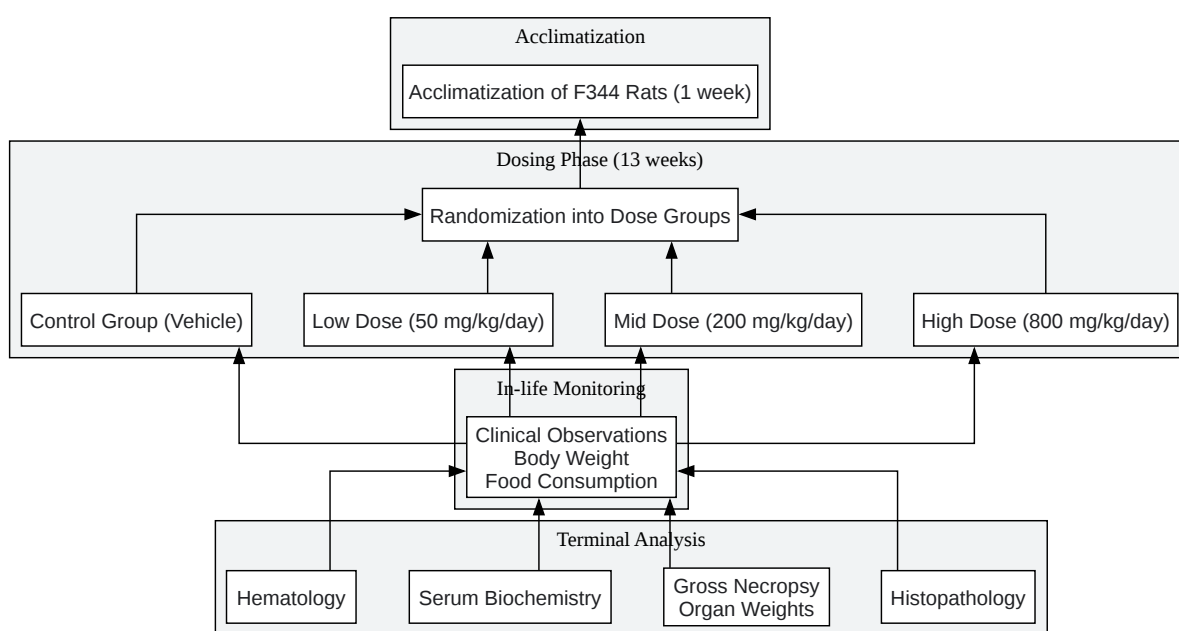 Acclimatization
Acclimatization of F344 Rats (1 week)
Dosing Phase (13 weeks)
Randomization into Dose Groups
Control Group (Vehicle)
Low Dose (50 mg/kg/day)
Mid Dose (200 mg/kg/day)
High Dose (800 mg/kg/day)
In-life Monitoring
Clinical Observations
Body Weight
Food Consumption
Terminal Analysis
Hematology
Serum Biochemistry
Gross Necropsy
Organ Weights
Histopathology